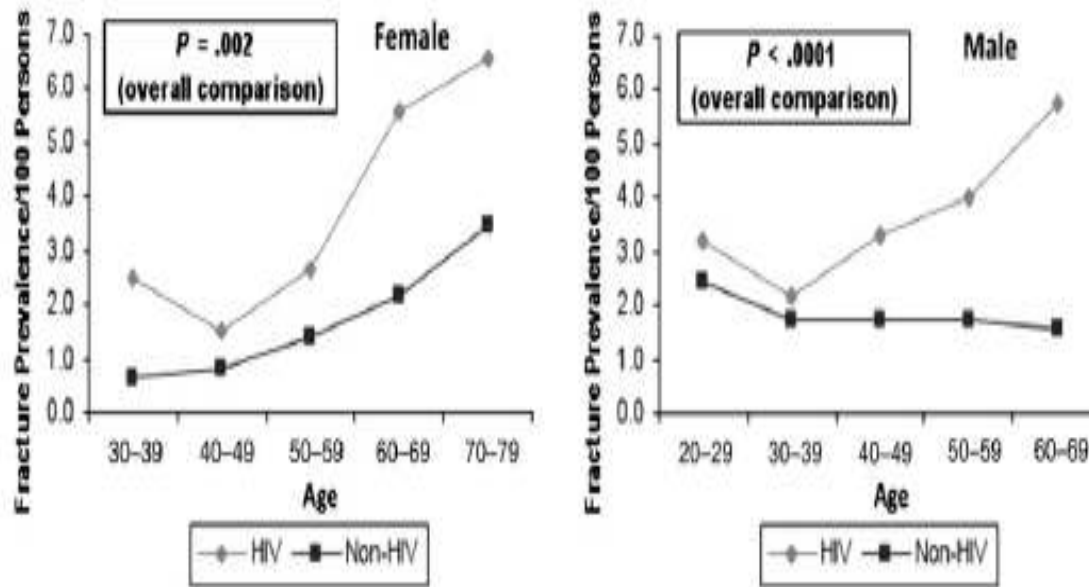 Fracture Prevalence/100 Persons
7.0
6.0
5.0
4.0
3.0
2.0
1.0
0.0
P = .002
(overall comparison)
Female
30–39 40–49 50–59 60–69 70–79
Age
HIV Non-HIV
Fracture Prevalence/100 Persons
7.0
6.0
5.0
4.0
3.0
2.0
1.0
0.0
P < .0001
(overall comparison)
Male
20–29 30–39 40–49 50–59 60–69
Age
HIV Non-HIV